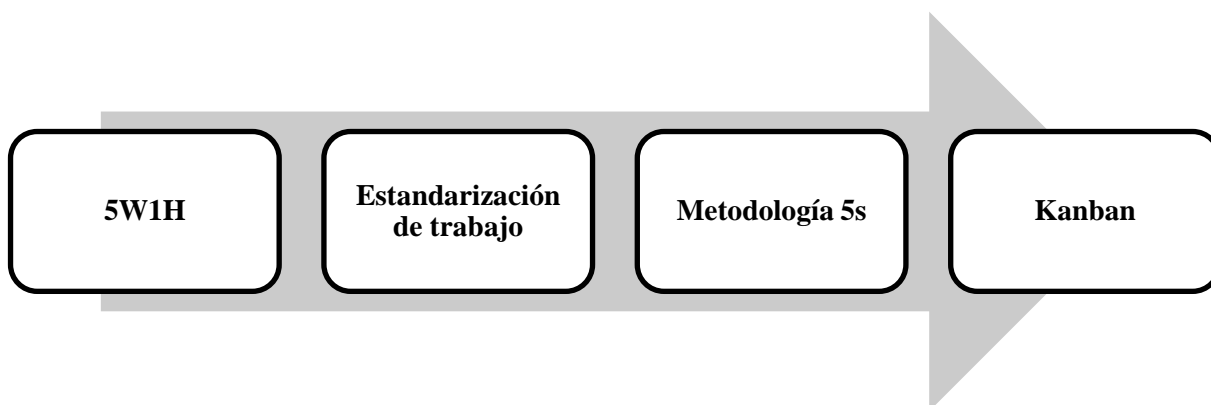 5W1H
Estandarización
de trabajo
Metodología 5s
Kanban